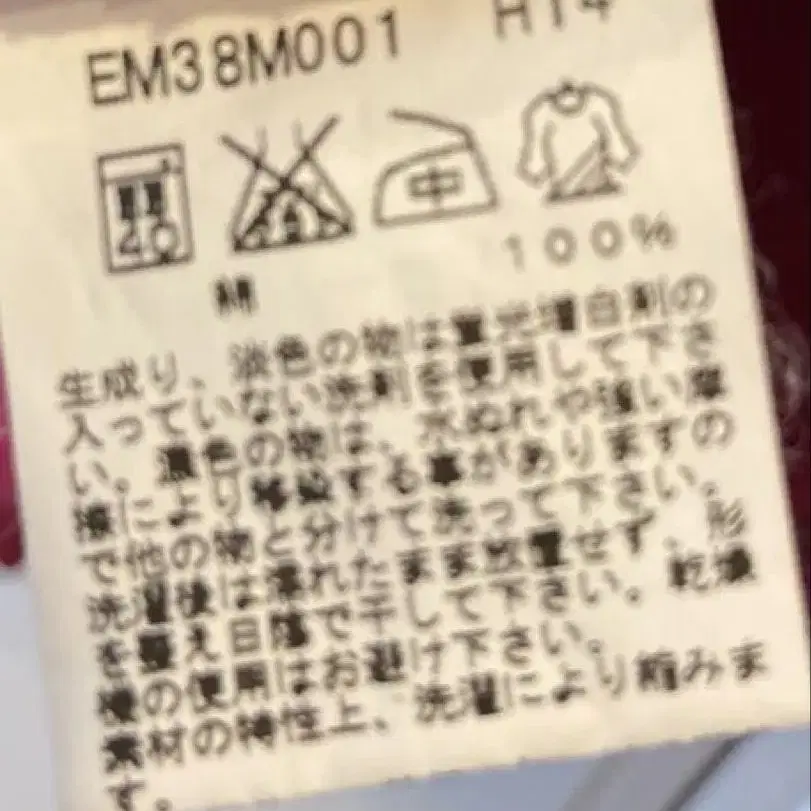 EM38M001 H14
40
中
綿 100%
生成り、淡色の物は蛍光増白剤の
入っていない洗剤を使用して下さ
い。濃色の物は、水ぬれや強い摩
擦により移染する事がありますの
で他の物と分けて洗って下さい。
洗濯後は濡れたまま放置せず、形
を整え日陰で干して下さい。乾燥
機の使用はお避け下さい。
素材の特性上、洗濯により縮みま
す。